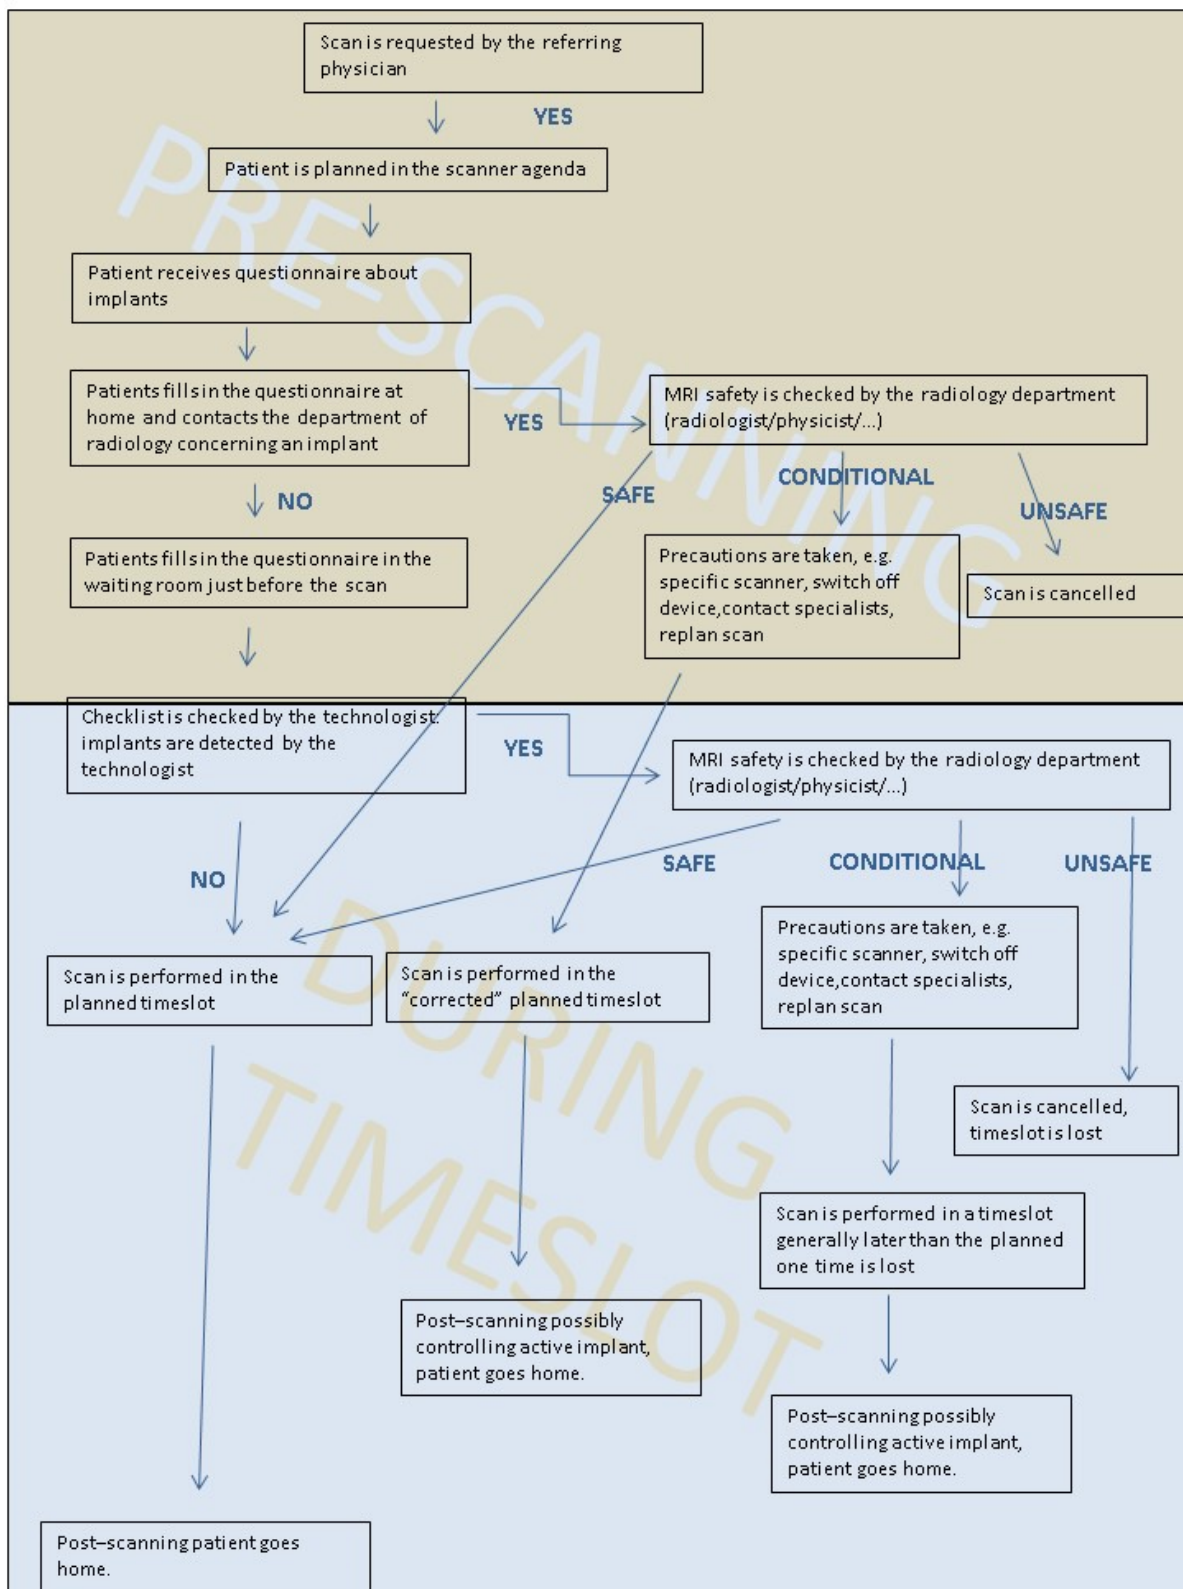 Scan is requested by the referring
physician
YES
Patient is planned in the scanner agenda
PRE-SCANNING
Patient receives questionnaire about
implants
Patients fills in the questionnaire at
home and contacts the department of
radiology concerning an implant
YES
MRI safety is checked by the radiology department
(radiologist/physicist/...)
NO
SAFE
CONDITIONAL
UNSAFE
Patients fills in the questionnaire in the
waiting room just before the scan
Precautions are taken, e.g.
specific scanner, switch off
device,contact specialists,
replan scan
Scan is cancelled
Checklist is checked by the technologist:
implants are detected by the
technologist
YES
MRI safety is checked by the radiology department
(radiologist/physicist/...)
NO
SAFE
CONDITIONAL
UNSAFE
DURING
TIMESLOT
Scan is performed in the
planned timeslot
Scan is performed in the
“corrected” planned timeslot
Precautions are taken, e.g.
specific scanner, switch off
device,contact specialists,
replan scan
Scan is cancelled,
timeslot is lost
Scan is performed in a timeslot
generally later than the planned
one time is lost
Post–scanning possibly
controlling active implant,
patient goes home.
Post–scanning possibly
controlling active implant,
patient goes home.
Post–scanning patient goes
home.